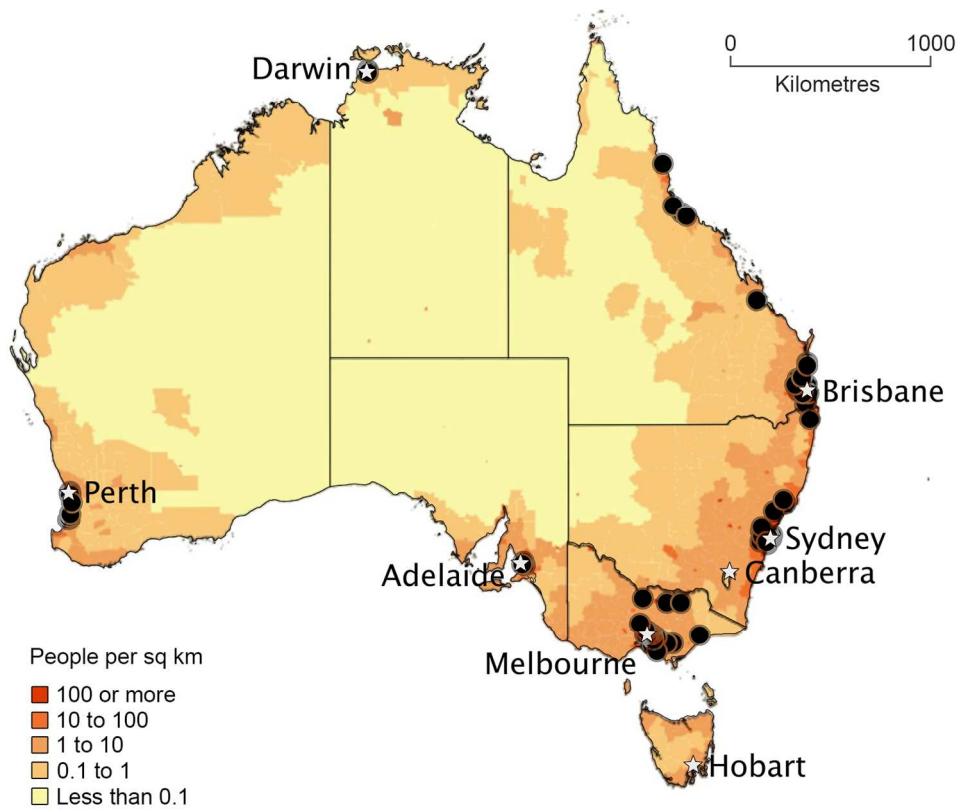 0 1000
Kilometres
Darwin
Brisbane
Perth
Sydney
Adelaide
Canberra
Melbourne
Hobart
People per sq km
100 or more
10 to 100
1 to 10
0.1 to 1
Less than 0.1